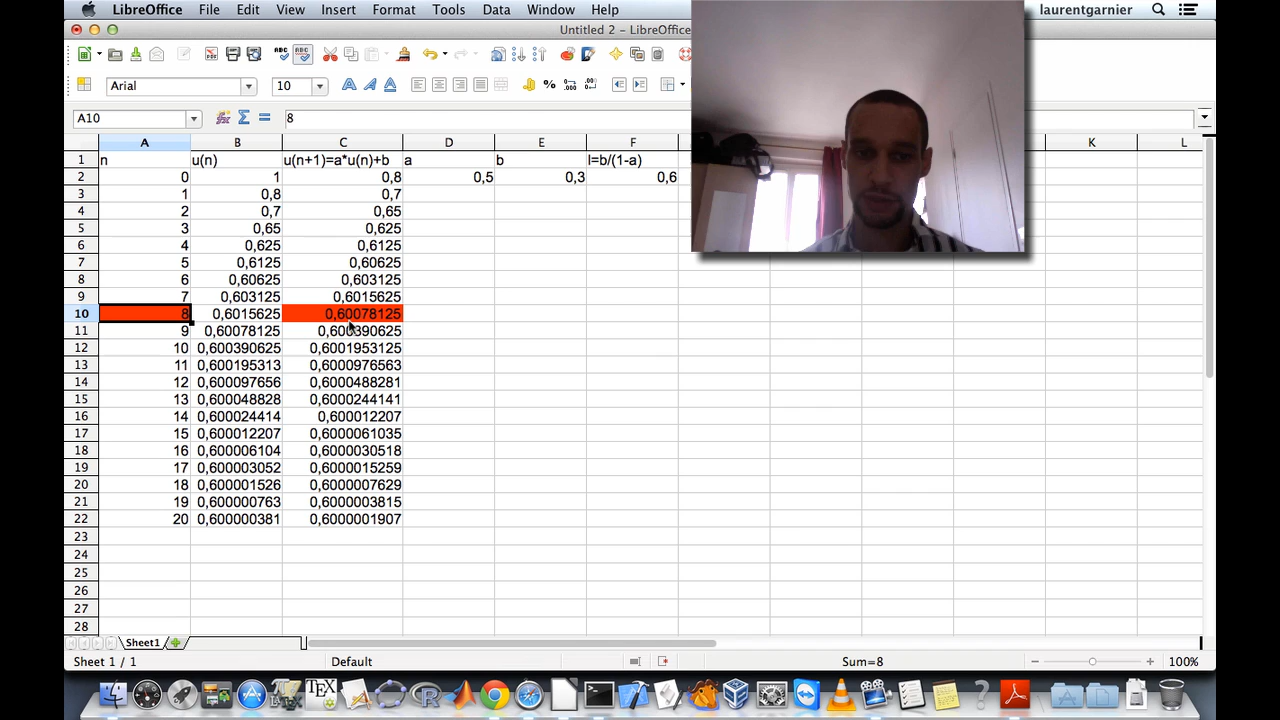 LibreOffice File Edit View Insert Format Tools Data Window Help laurentgarnier
Untitled 2 - LibreOffice
Arial 10
A10 8
A B C D E F K L
1 n u(n) u(n+1)=a*u(n)+b a b l=b/(1-a)
2 0 1 0,8 0,5 0,3 0,6
3 1 0,8 0,7
4 2 0,7 0,65
5 3 0,65 0,625
6 4 0,625 0,6125
7 5 0,6125 0,60625
8 6 0,60625 0,603125
9 7 0,603125 0,6015625
10 8 0,6015625 0,60078125
11 9 0,60078125 0,600390625
12 10 0,600390625 0,6001953125
13 11 0,600195313 0,6000976563
14 12 0,600097656 0,6000488281
15 13 0,600048828 0,6000244141
16 14 0,600024414 0,600012207
17 15 0,600012207 0,6000061035
18 16 0,600006104 0,6000030518
19 17 0,600003052 0,6000015259
20 18 0,600001526 0,6000007629
21 19 0,600000763 0,6000003815
22 20 0,600000381 0,6000001907
23
24
25
26
27
28
Sheet1
Sheet 1 / 1 Default Sum=8 100%
TEX